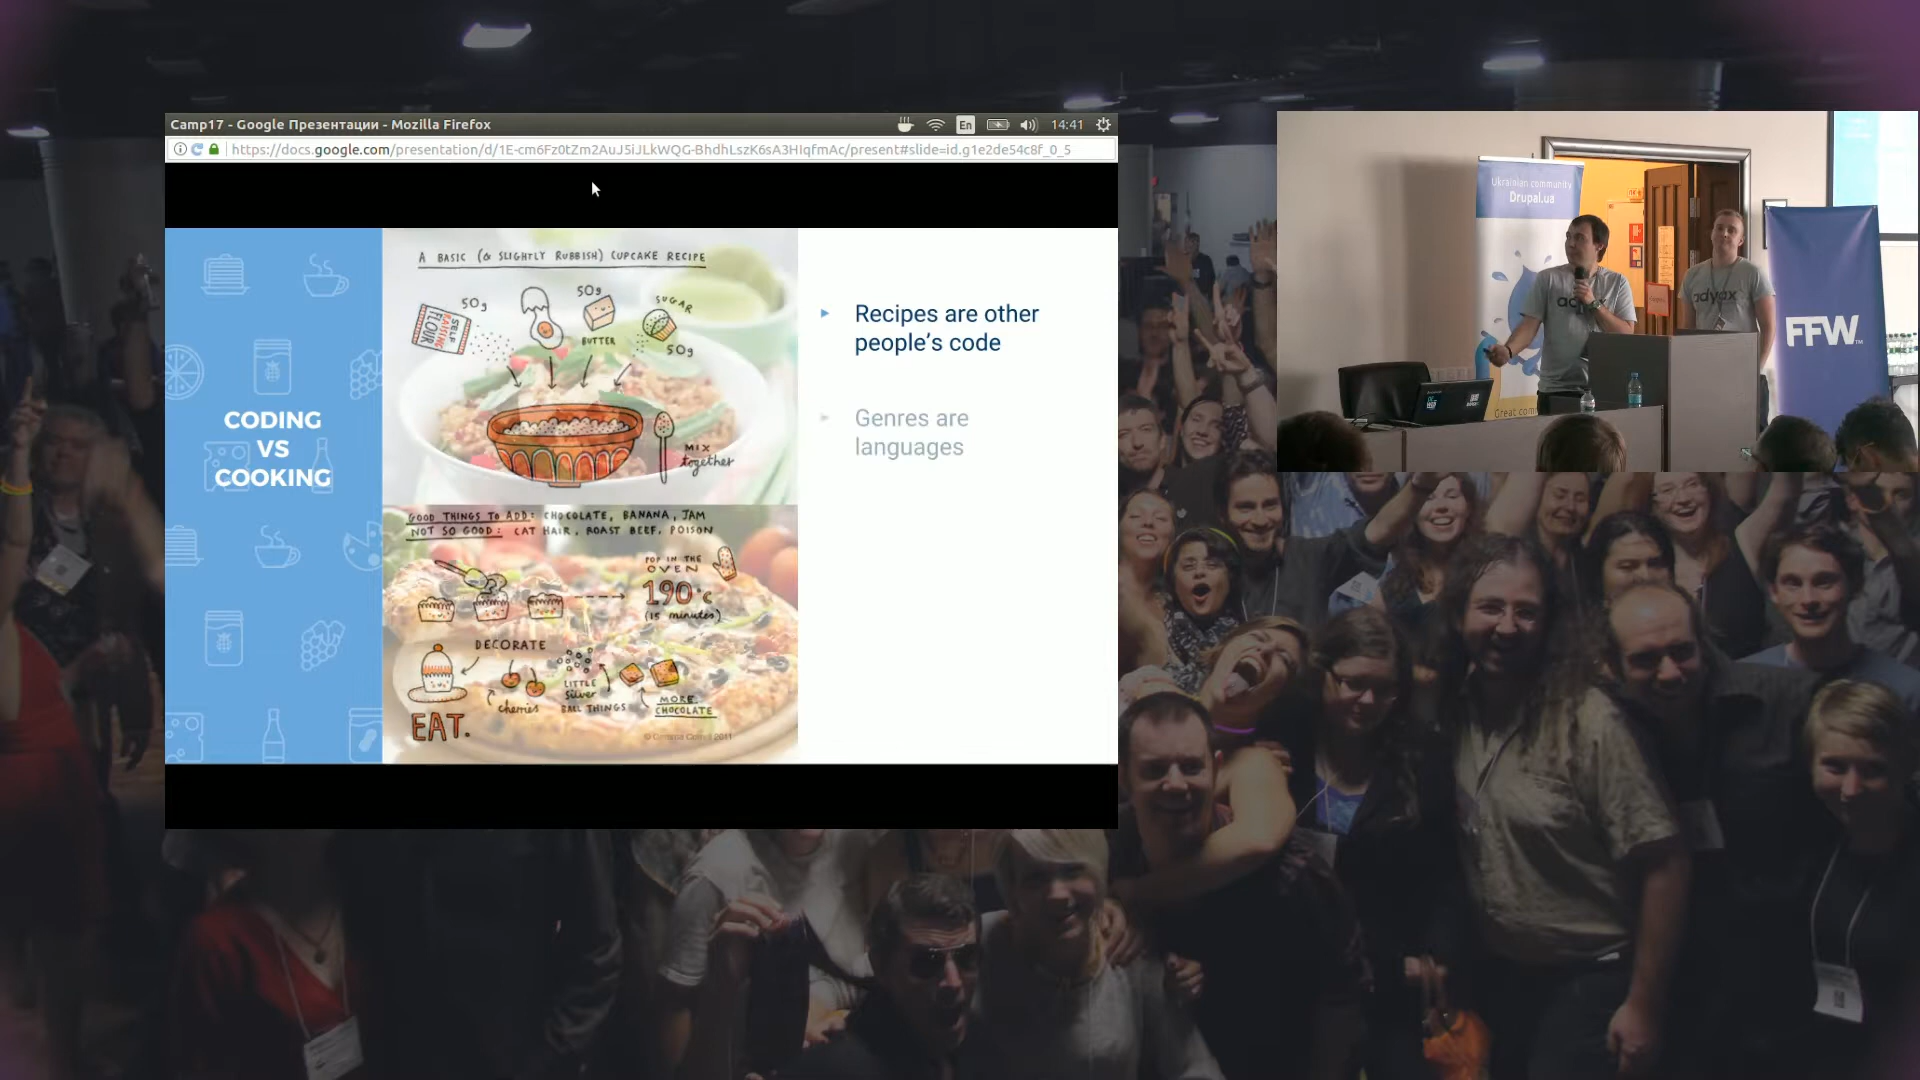 Camp17 - Google Презентации - Mozilla Firefox
En
14:41
https://docs.google.com/presentation/d/1E-cm6Fz0tZm2AuJ5iJLkWQG-BhdhLszK6sA3HIqfmAc/present#slide=id.g1e2de54c8f_0_5
CODING
VS
COOKING
A BASIC (& SLIGHTLY RUBBISH) CUPCAKE RECIPE
50g
SELF
RAISING
FLOUR
50g
BUTTER
SUGAR
50g
MIX
together
GOOD THINGS TO ADD: CHOCOLATE, BANANA, JAM
NOT SO GOOD: CAT HAIR, ROAST BEEF, POISON
POP IN THE
OVEN
190°c
(15 minutes)
DECORATE
cherries
LITTLE
silver
BALL THINGS
MORE
CHOCOLATE
EAT.
2011
Recipes are other
people's code
Genres are
languages
Ukrainian community
Drupal.ua
Great com
adyax
adyax
FFW